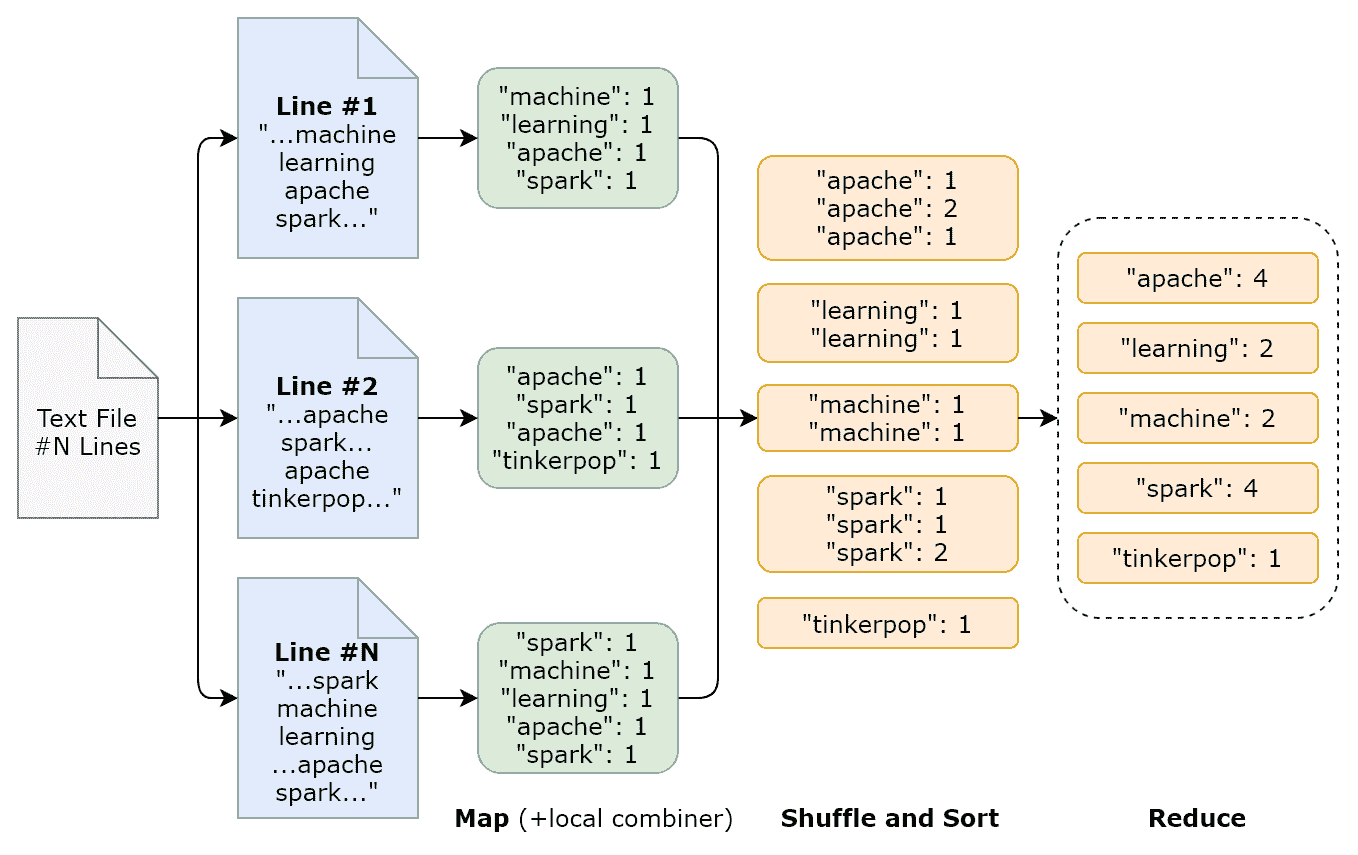 Text File
#N Lines
Line #1
"...machine
learning
apache
spark..."
Line #2
"...apache
spark...
apache
tinkerpop..."
Line #N
"...spark
machine
learning
...apache
spark..."
"machine": 1
"learning": 1
"apache": 1
"spark": 1
"apache": 1
"spark": 1
"apache": 1
"tinkerpop": 1
"spark": 1
"machine": 1
"learning": 1
"apache": 1
"spark": 1
Map (+local combiner)
"apache": 1
"apache": 2
"apache": 1
"learning": 1
"learning": 1
"machine": 1
"machine": 1
"spark": 1
"spark": 1
"spark": 2
"tinkerpop": 1
Shuffle and Sort
"apache": 4
"learning": 2
"machine": 2
"spark": 4
"tinkerpop": 1
Reduce